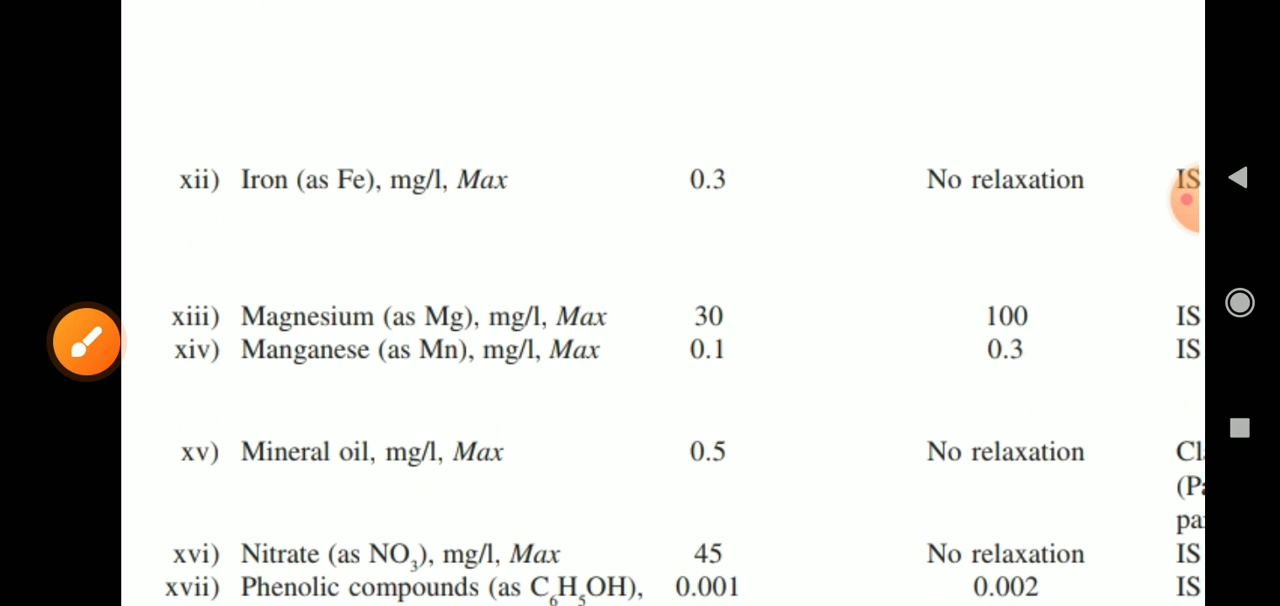 xii) Iron (as Fe), mg/l, Max 0.3 No relaxation IS
xiii) Magnesium (as Mg), mg/l, Max 30 100 IS
xiv) Manganese (as Mn), mg/l, Max 0.1 0.3 IS
xv) Mineral oil, mg/l, Max 0.5 No relaxation
xvi) Nitrate (as NO₃), mg/l, Max 45 No relaxation IS
xvii) Phenolic compounds (as C₆H₅OH), 0.001 0.002 IS